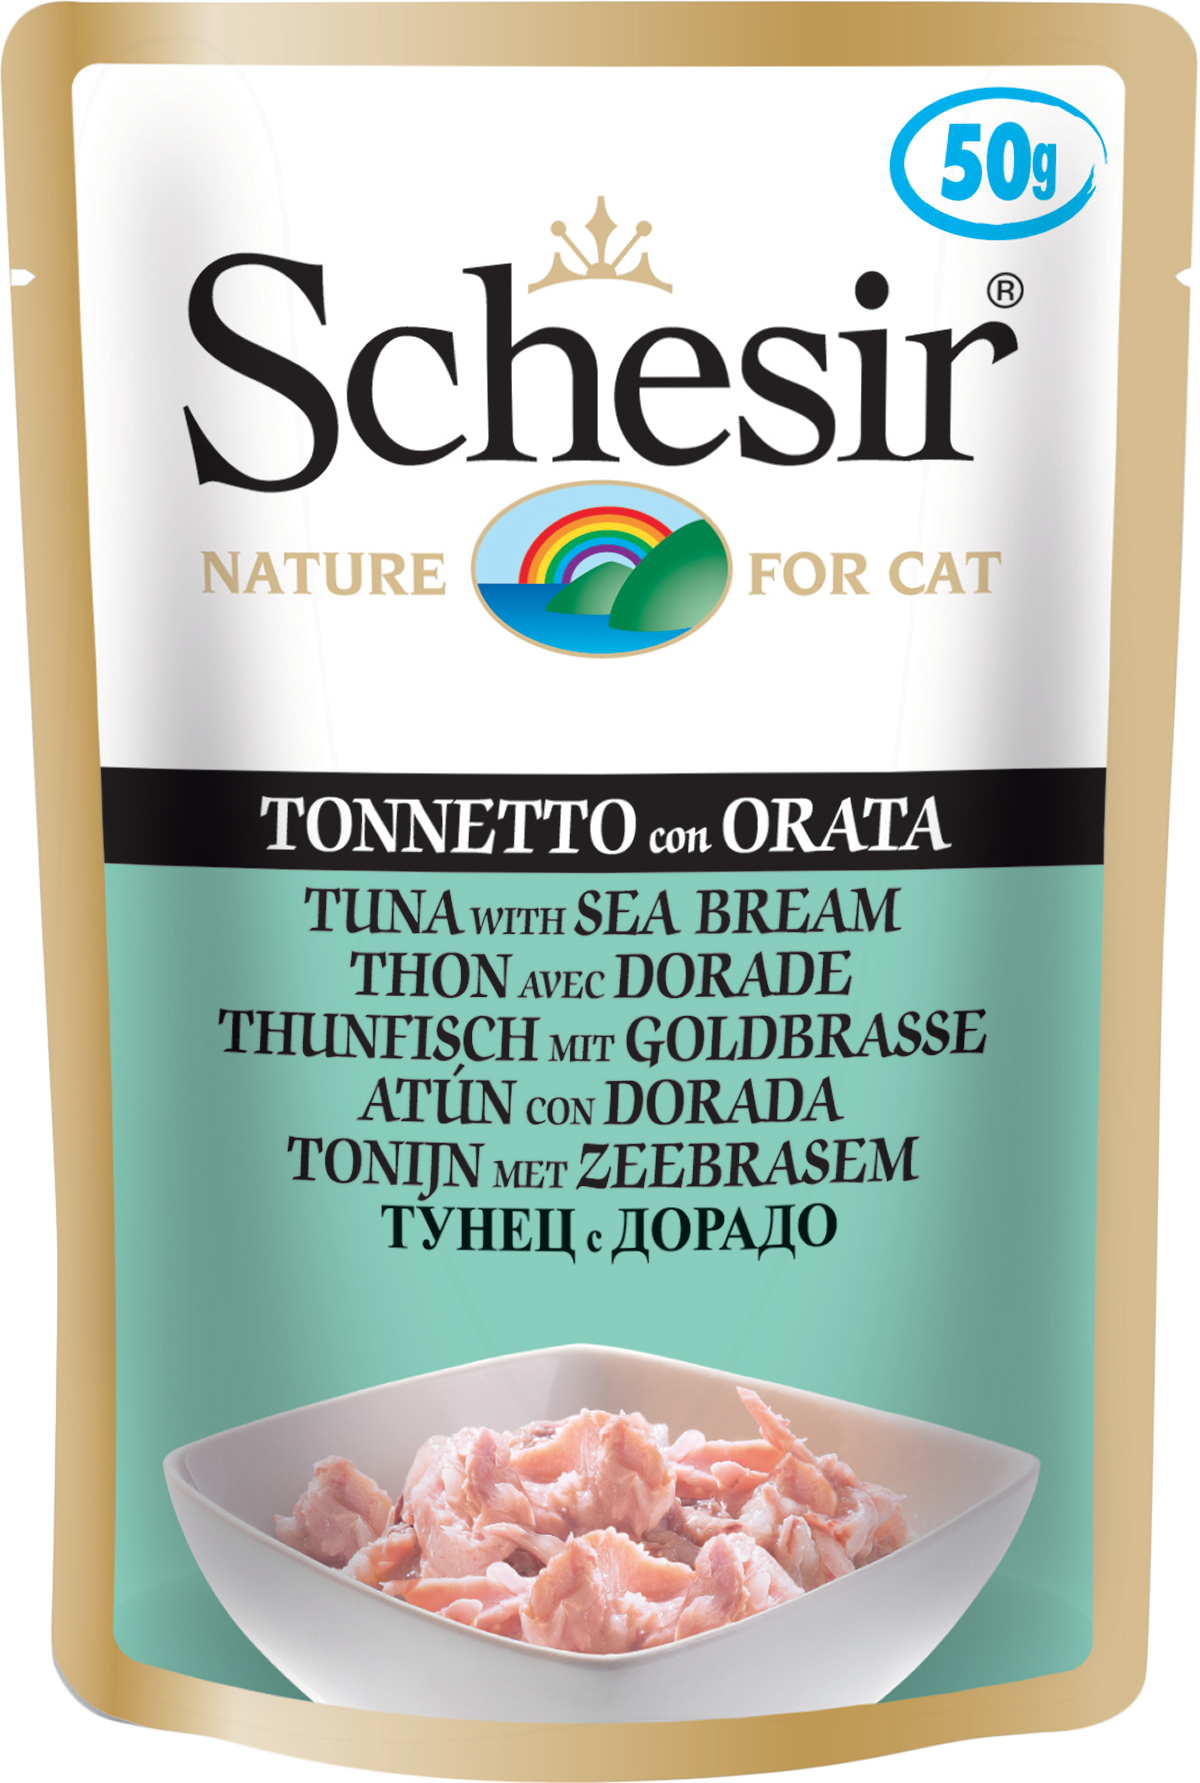 50g
Schesir®
NATURE FOR CAT
TONNETTO con ORATA
TUNA WITH SEA BREAM
THON AVEC DORADE
THUNFISCH MIT GOLDBRASSE
ATÚN CON DORADA
TONIJN MET ZEEBRASEM
ТУНЕЦ с ДОРАДО